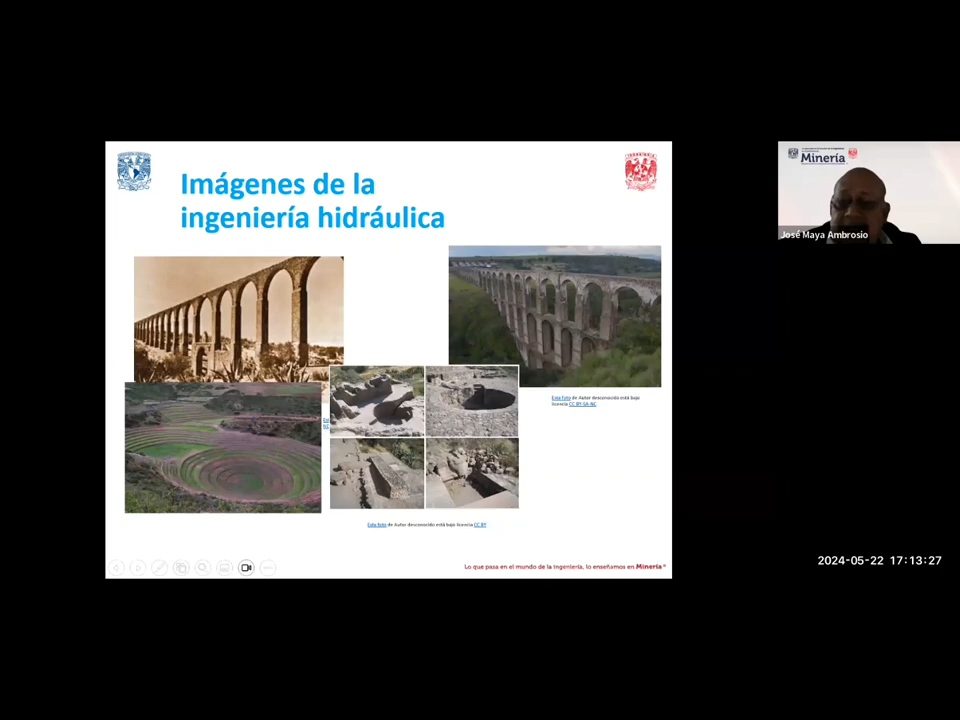 Imágenes de la
ingeniería hidráulica
Esta foto de Autor desconocido está bajo
licencia CC BY-SA-NC
Esta foto de Autor desconocido está bajo licencia CC BY
Lo que pasa en el mundo de la ingeniería, lo enseñamos en Minería®
Minería
José Maya Ambrosio
2024-05-22 17:13:27